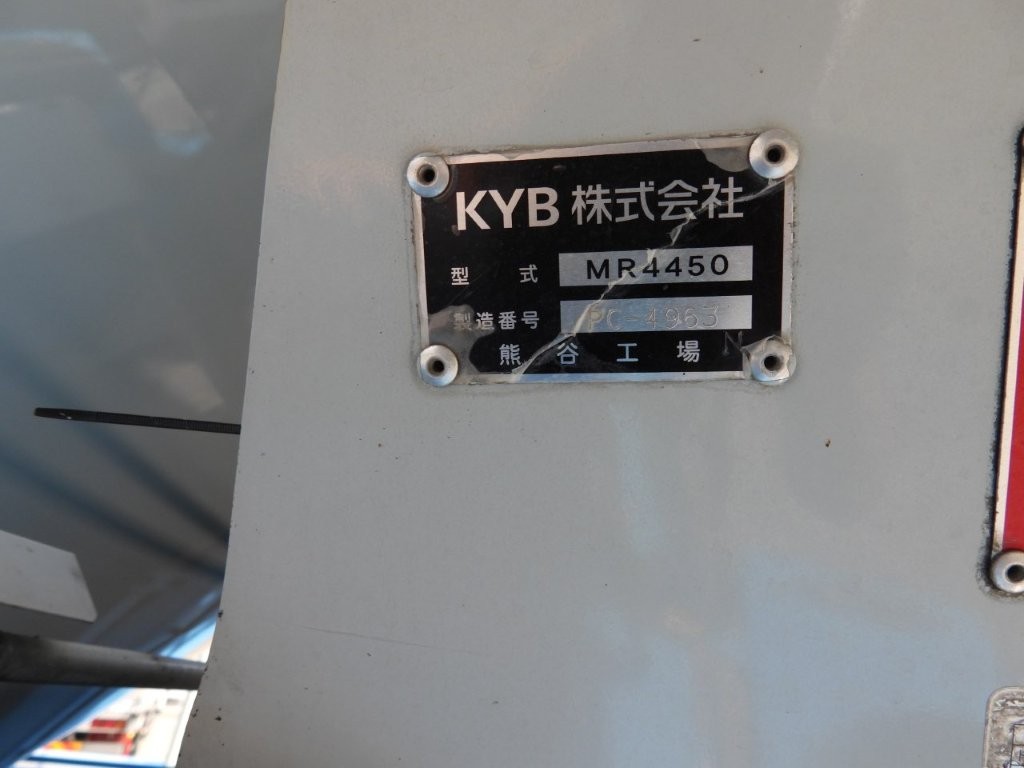 KYB 株式会社
型 式 MR4450
製造番号 PC-4963
熊谷工場 N